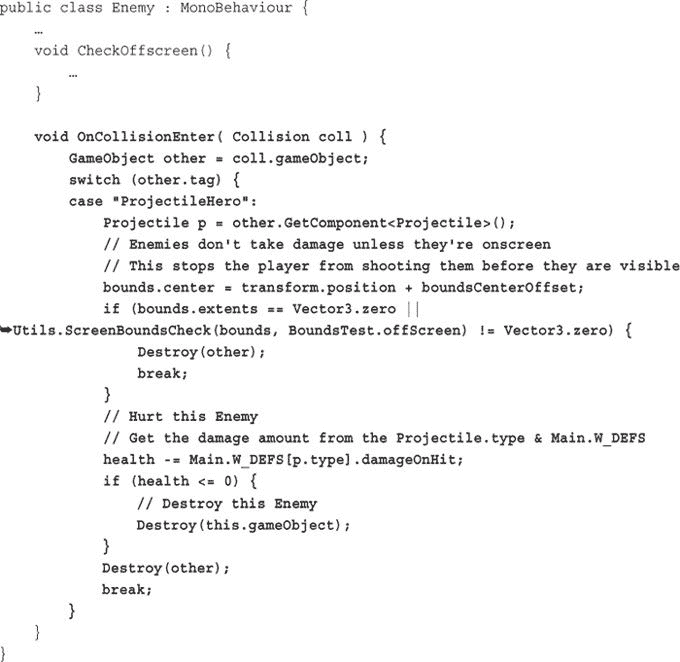 public class Enemy : MonoBehaviour {
    …
    void CheckOffscreen() {
        …
    }

    void OnCollisionEnter( Collision coll ) {
        GameObject other = coll.gameObject;
        switch (other.tag) {
        case "ProjectileHero":
            Projectile p = other.GetComponent<Projectile>();
            // Enemies don't take damage unless they're onscreen
            // This stops the player from shooting them before they are visible
            bounds.center = transform.position + boundsCenterOffset;
            if (bounds.extents == Vector3.zero ||
➥Utils.ScreenBoundsCheck(bounds, BoundsTest.offScreen) != Vector3.zero) {
                Destroy(other);
                break;
            }
            // Hurt this Enemy
            // Get the damage amount from the Projectile.type & Main.W_DEFS
            health -= Main.W_DEFS[p.type].damageOnHit;
            if (health <= 0) {
                // Destroy this Enemy
                Destroy(this.gameObject);
            }
            Destroy(other);
            break;
        }
    }
}